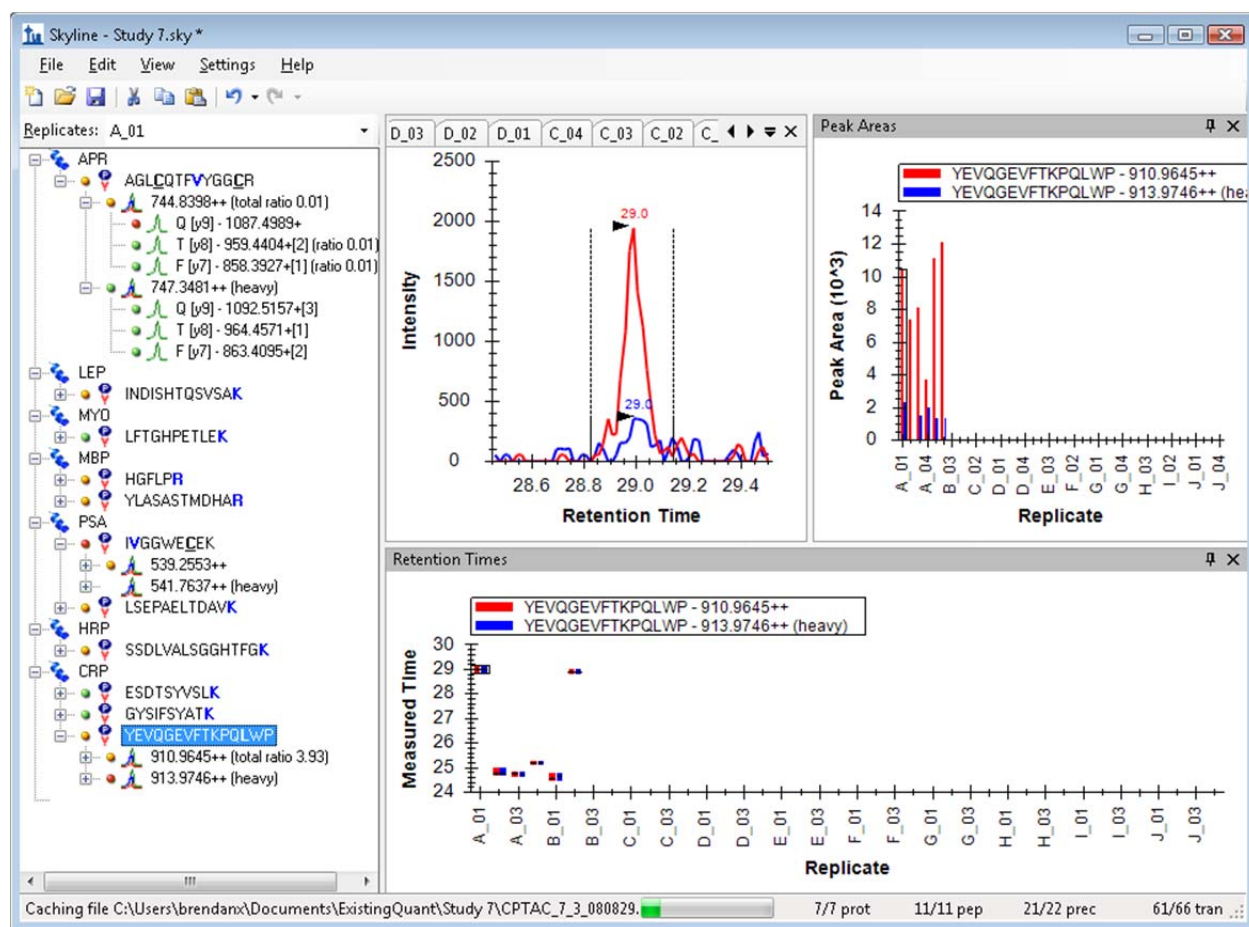 Skyline - Study 7.sky *
File Edit View Settings Help
Replicates: A_01
APR
AGLCQTFVYGGCR
744.8398++ (total ratio 0.01)
Q [y9] - 1087.4989+
T [y8] - 959.4404+[2] (ratio 0.01)
F [y7] - 858.3927+[1] (ratio 0.01)
747.3481++ (heavy)
Q [y9] - 1092.5157+[3]
T [y8] - 964.4571+[1]
F [y7] - 863.4095+[2]
LEP
INDISHTQSVSAK
MYO
LFTGHPETLEK
MBP
HGFLPR
YLASASTMDHAR
PSA
IVGGWECEK
539.2553++
541.7637++ (heavy)
LSEPAELTDAVK
HRP
SSDLVALSGGHTFGK
CRP
ESDTSYVSLK
GYSIFSYATK
YEVQGEVFTKPQLWP
910.9645++ (total ratio 3.93)
913.9746++ (heavy)
D_03 D_02 D_01 C_04 C_03 C_02 C_
2500
2000
1500
1000
500
0
Intensity
29.0
29.0
28.6 28.8 29.0 29.2 29.4
Retention Time
Peak Areas
YEVQGEVFTKPQLWP - 910.9645++
YEVQGEVFTKPQLWP - 913.9746++ (hea
14
12
10
8
6
4
2
0
Peak Area (10^3)
A_01 A_04 B_03 C_02 D_01 D_04 E_03 F_02 G_01 G_04 H_03 I_02 J_01 J_04
Replicate
Retention Times
YEVQGEVFTKPQLWP - 910.9645++
YEVQGEVFTKPQLWP - 913.9746++ (heavy)
30
29
28
27
26
25
24
Measured Time
A_01 A_03 B_01 B_03 C_01 C_03 D_01 D_03 E_01 E_03 F_01 F_03 G_01 G_03 H_01 H_03 I_01 I_03 J_01 J_03
Replicate
Caching file C:\Users\brendanx\Documents\ExistingQuant\Study 7\CPTAC_7_3_080829. 7/7 prot 11/11 pep 21/22 prec 61/66 tran